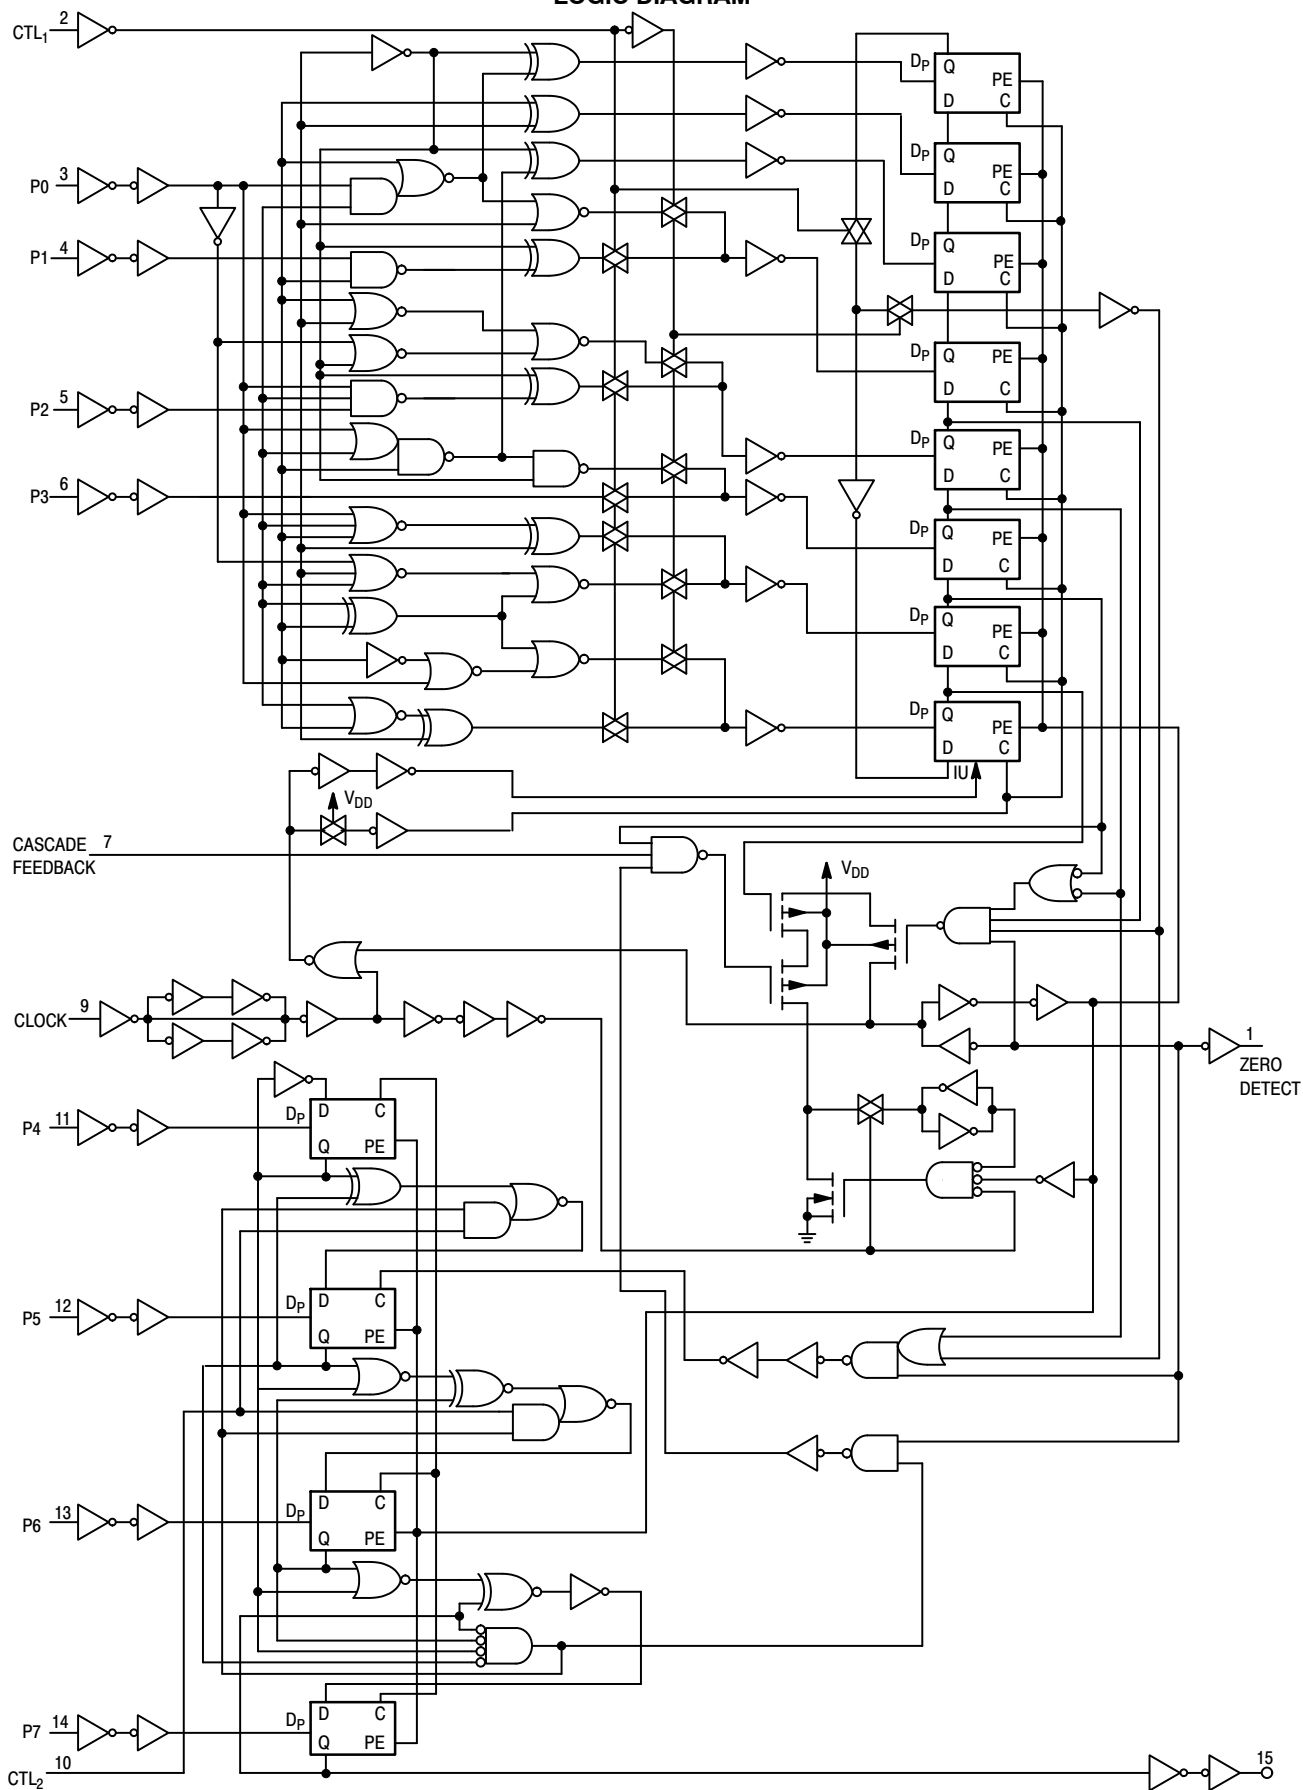 LOGIC DIAGRAM
CTL1 2
DP Q PE
D C
DP Q PE
D C
P0 3
DP Q PE
D C
P1 4
DP Q PE
D C
P2 5
DP Q PE
D C
P3 6
DP Q PE
D C
DP Q PE
D C
DP Q PE
D C
IU
VDD
CASCADE 7
FEEDBACK
VDD
CLOCK 9
1
ZERO
DETECT
P4 11 DP D C
Q PE
P5 12 DP D C
Q PE
P6 13 DP D C
Q PE
P7 14 DP D C
Q PE
CTL2 10
15